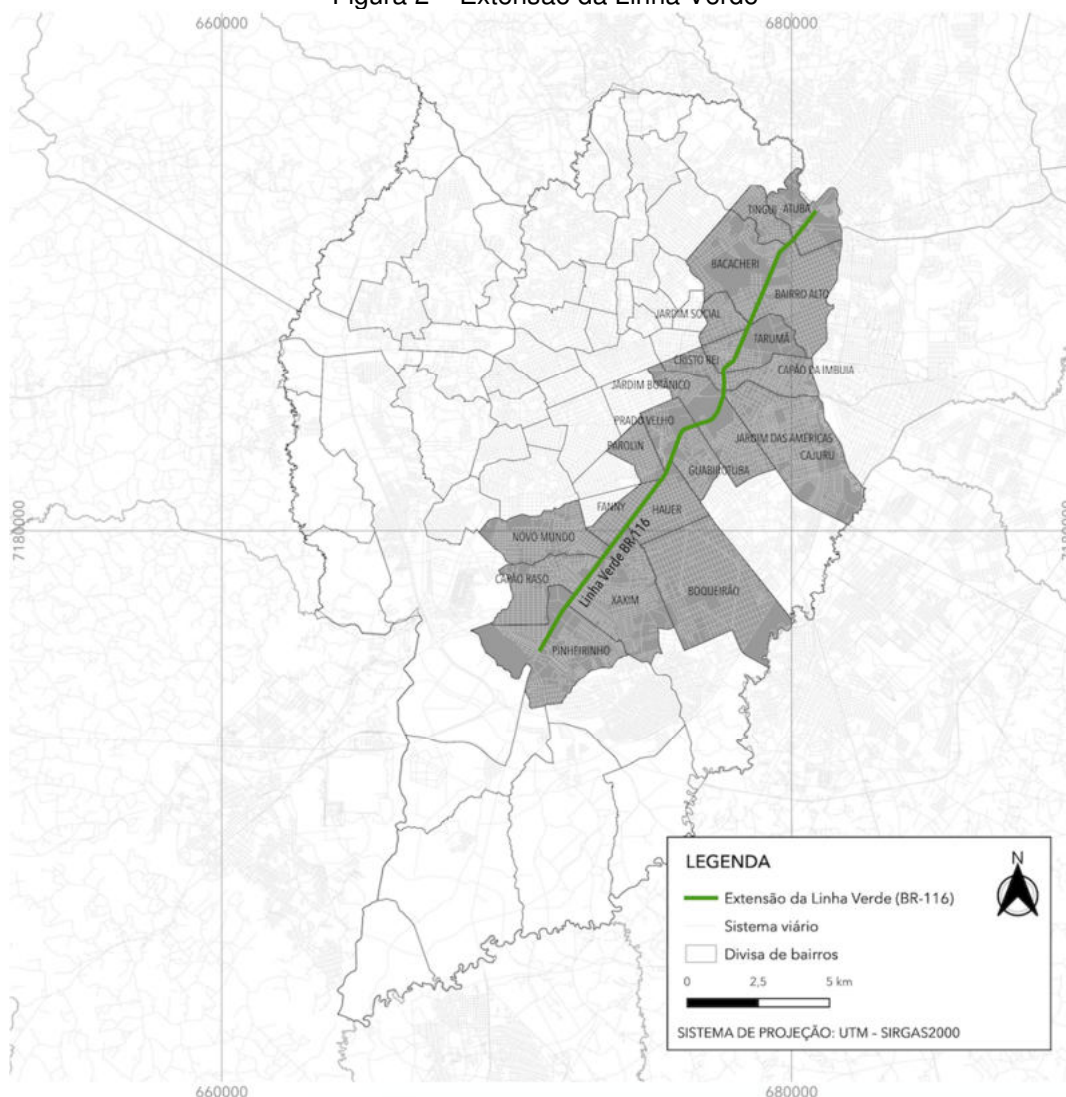 Figura 2 – Extensão da Linha Verde
660000
680000
TINGUI
ATUBA
BACACHERI
BAIRRO ALTO
JARDIM SOCIAL
TARUMÃ
CRISTO REI
CAPÃO DA IMBUIA
JARDIM BOTÂNICO
PRADO VELHO
JARDIM DAS AMÉRICAS
PAROLIN
CAJURU
GUABIROTUBA
FANNY
HAUER
7180000
7180000
NOVO MUNDO
Linha Verde BR-116
CAPÃO RASO
BOQUEIRÃO
XAXIM
PINHEIRINHO
LEGENDA
N
Extensão da Linha Verde (BR-116)
Sistema viário
Divisa de bairros
0 2,5 5 km
SISTEMA DE PROJEÇÃO: UTM - SIRGAS2000
660000
680000